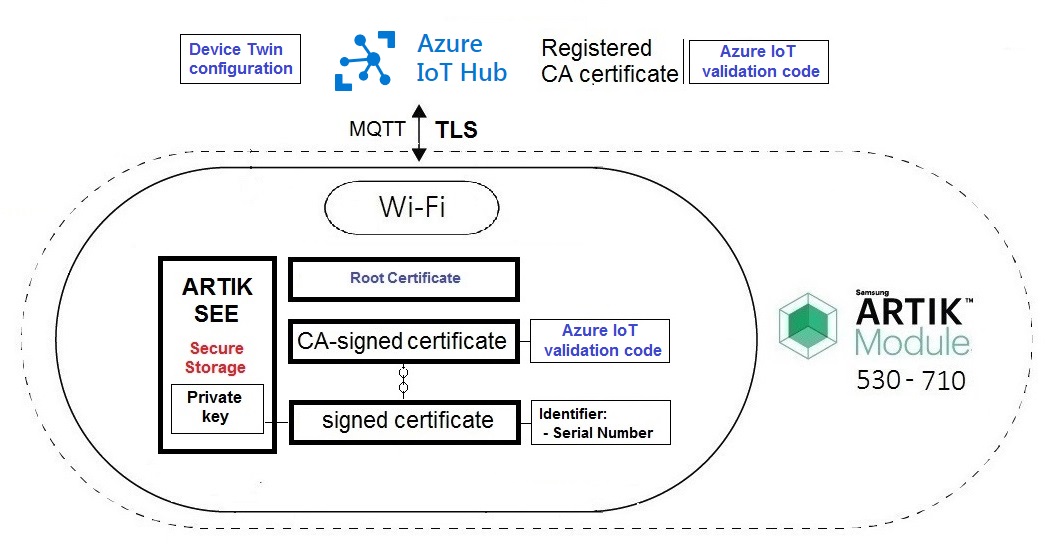 Device Twin
configuration
Azure
IoT Hub
Registered
CA certificate
Azure IoT
validation code
MQTT
TLS
Wi-Fi
ARTIK
SEE
Secure
Storage
Private
key
Root Certificate
CA-signed certificate
Azure IoT
validation code
signed certificate
Identifier:
- Serial Number
Samsung
ARTIK™
Module
530 - 710